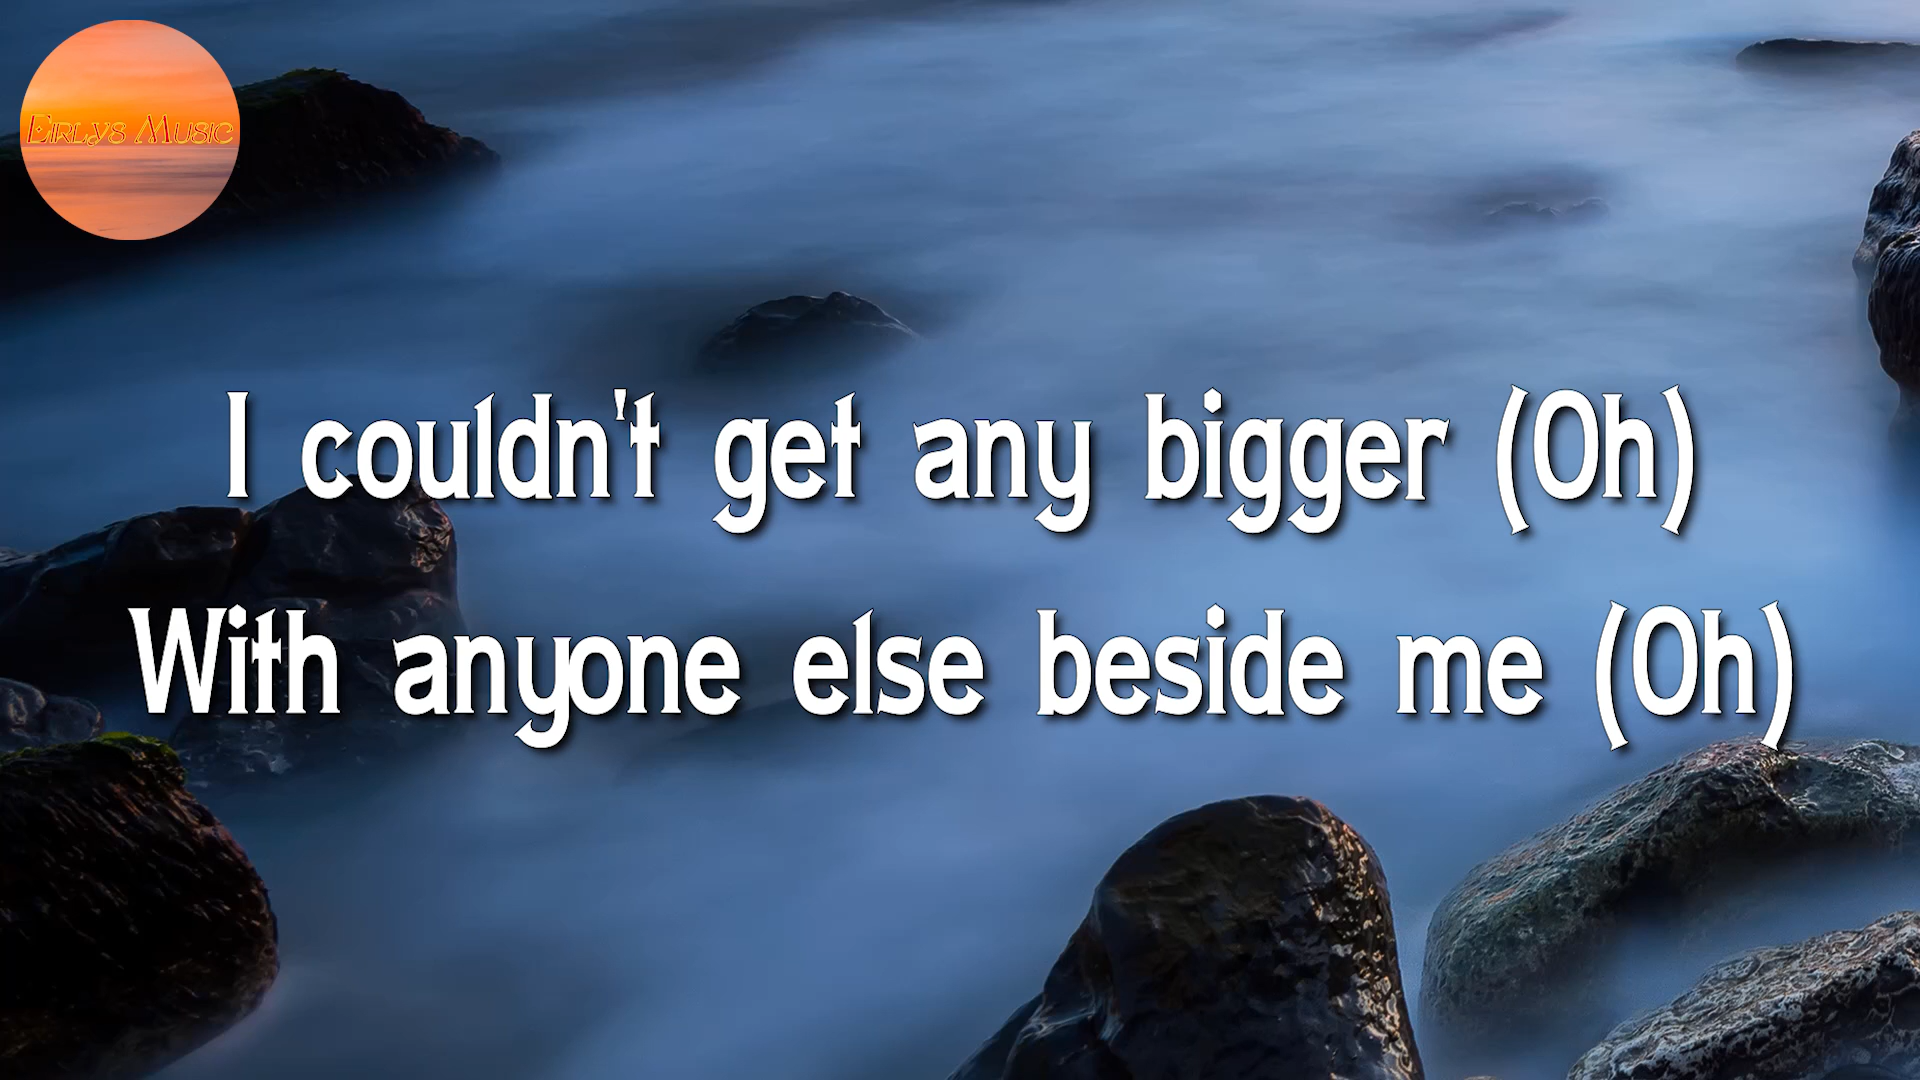 Eirlys Music
I couldn't get any bigger (Oh)
With anyone else beside me (Oh)